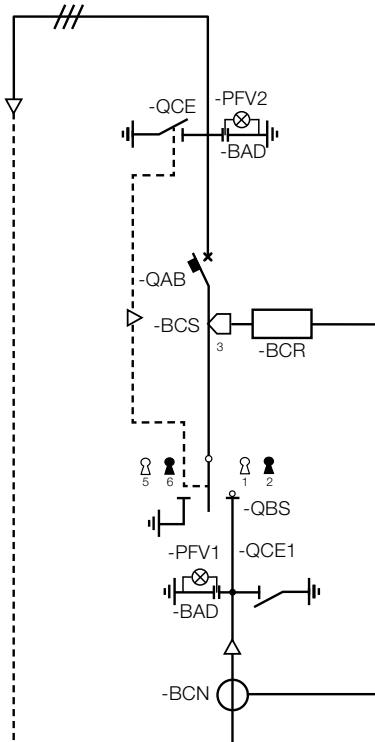 -QCE
-PFV2
-BAD
-QAB
-BCS
3
-BCR
5 6 1 2
-QBS
-PFV1
-QCE1
-BAD
-BCN